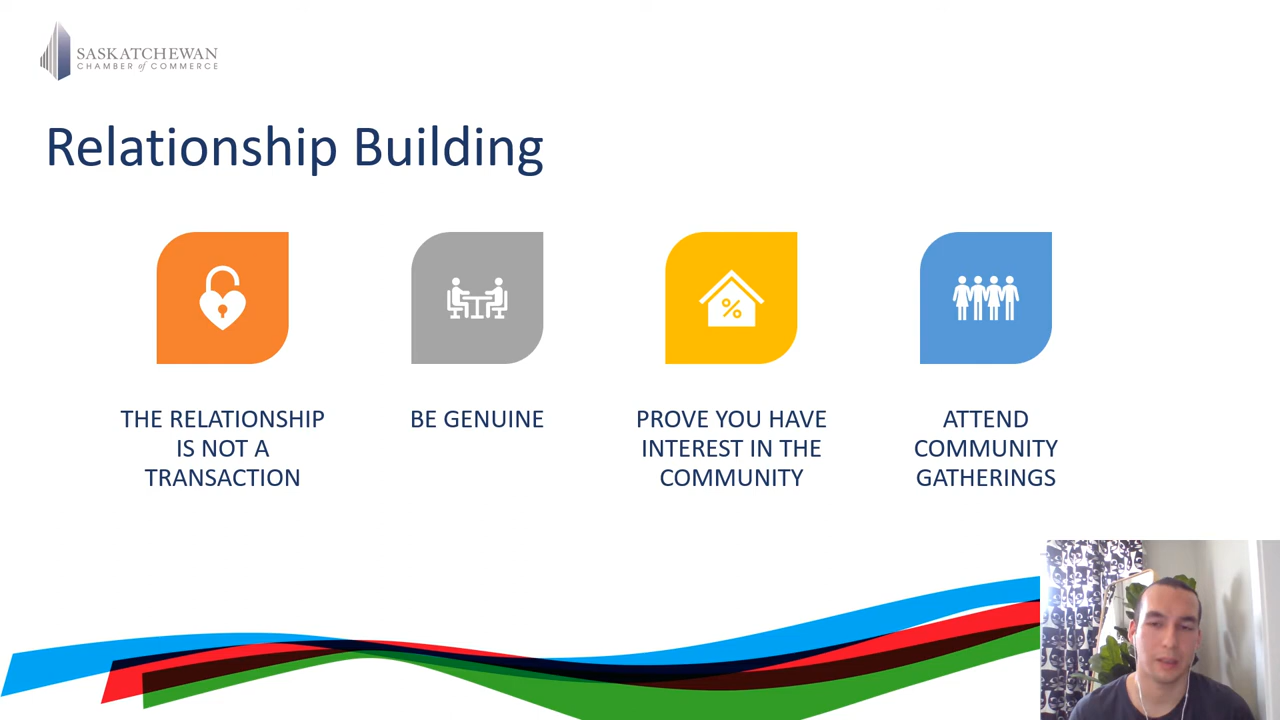 SASKATCHEWAN
CHAMBER of COMMERCE
Relationship Building
%
THE RELATIONSHIP
IS NOT A
TRANSACTION
BE GENUINE
PROVE YOU HAVE
INTEREST IN THE
COMMUNITY
ATTEND
COMMUNITY
GATHERINGS